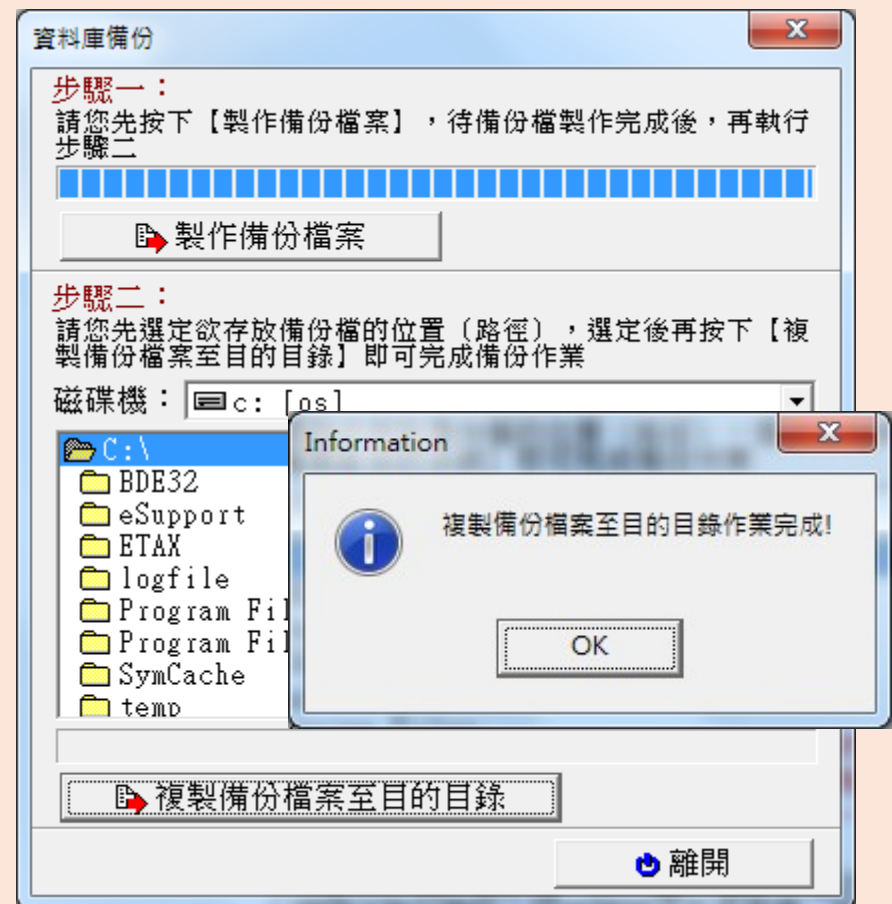 資料庫備份
步驟一：
請您先按下【製作備份檔案】，待備份檔製作完成後，再執行
步驟二
製作備份檔案
步驟二：
請您先選定欲存放備份檔的位置（路徑），選定後再按下【複
製備份檔案至目的目錄】即可完成備份作業
磁碟機：c: [os]
C:\
BDE32
eSupport
ETAX
logfile
Program Fil
Program Fil
SymCache
temp
Information
複製備份檔案至目的目錄作業完成!
OK
複製備份檔案至目的目錄
離開